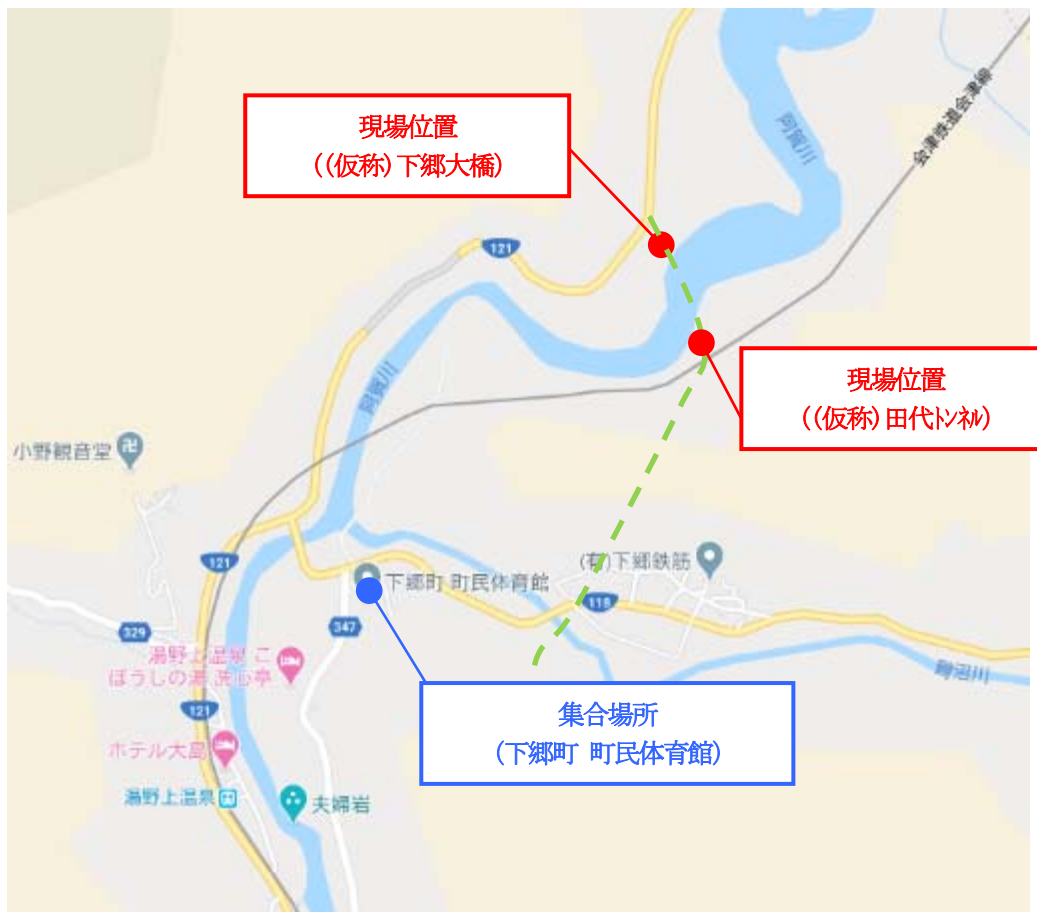 現場位置
((仮称)下郷大橋)
阿賀川
会津鉄道会津線
121
現場位置
((仮称)田代トンネル)
阿賀川
小野観音堂
121
(有)下郷鉄筋
下郷町 町民体育館
118
329
347
湯野上温泉 こ
ぼうしの湯 洗心亭
鶴沼川
121
集合場所
(下郷町 町民体育館)
ホテル大島
湯野上温泉
夫婦岩